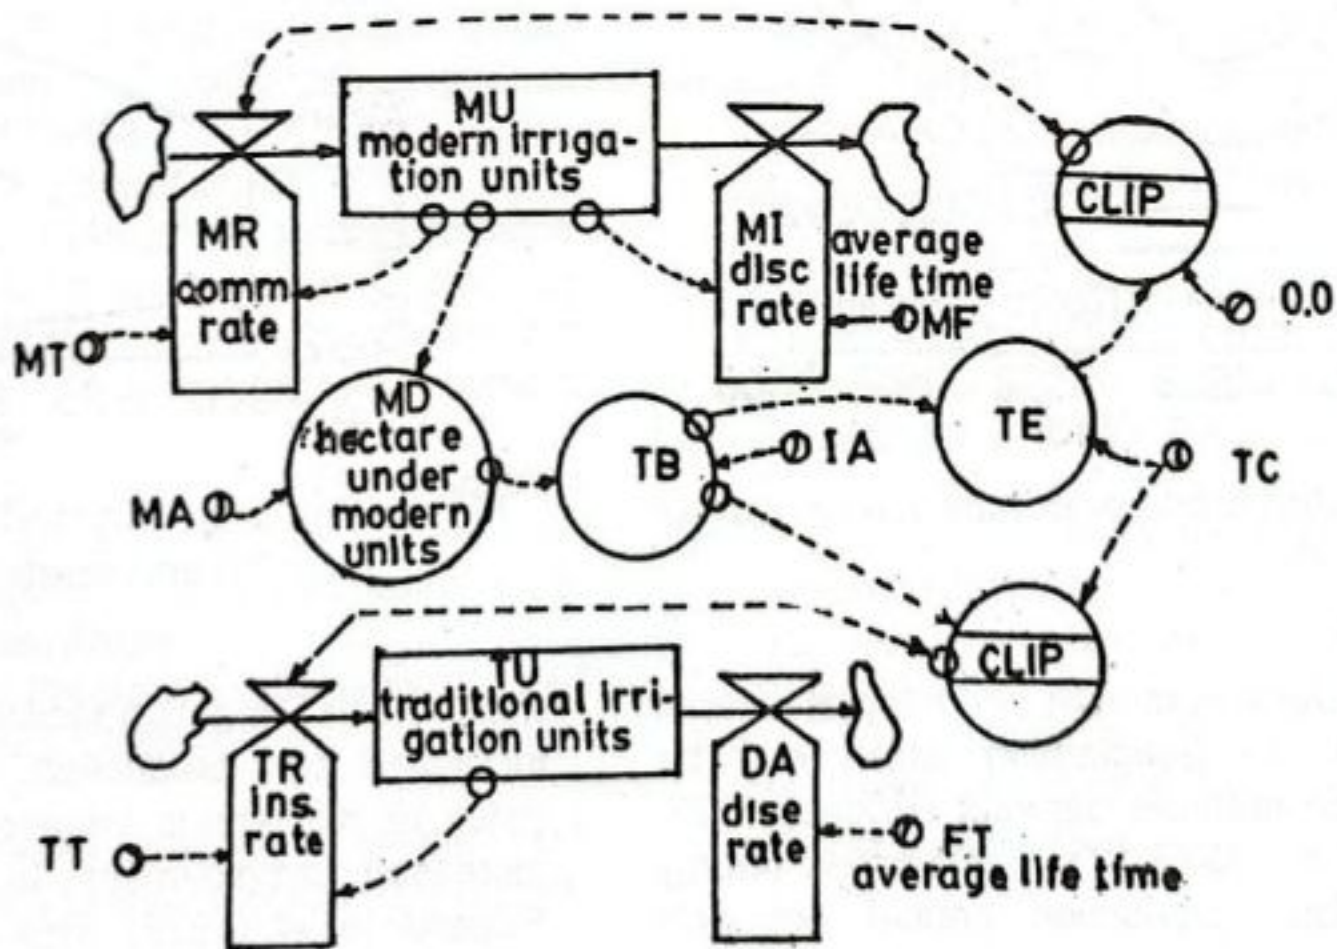 MU
modern irriga-
tion units
MR
comm
rate
MI
disc
rate
average
life time
MF
CLIP
0.0
MT
MD
hectare
under
modern
units
MA
TB
IA
TE
TC
CLIP
TU
traditional irri-
gation units
TR
ins.
rate
DA
dise
rate
TT
FT
average life time